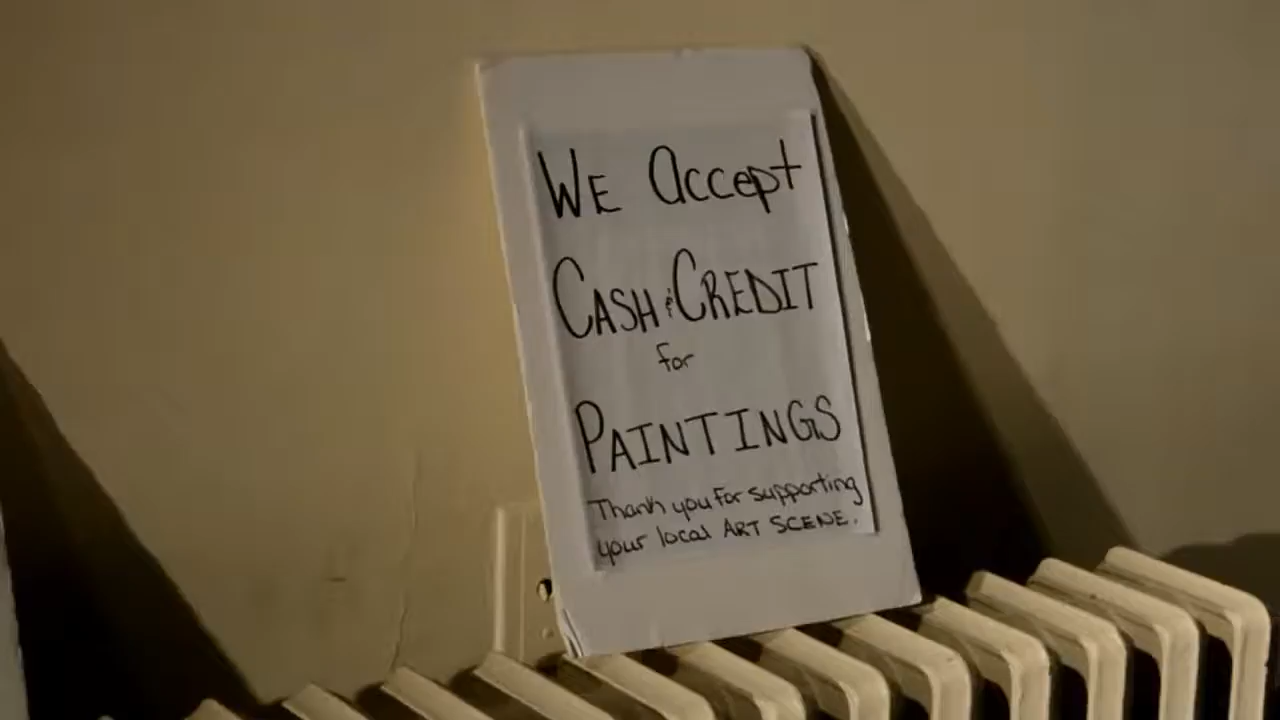 WE Accept
CASH & CREDIT
for
PAINTINGS
Thank you for supporting
your local ART SCENE.